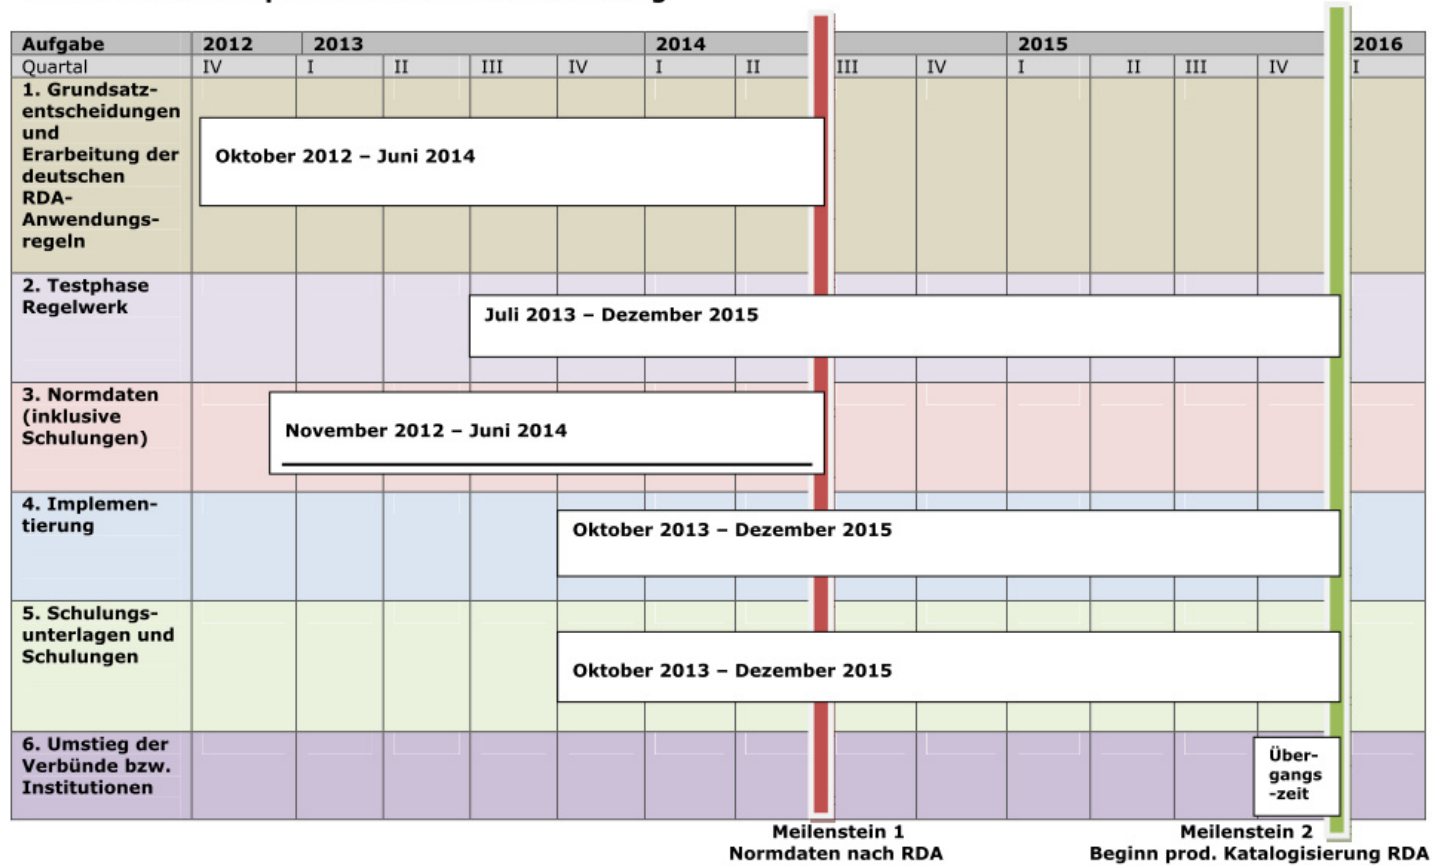 Aufgabe 2012 2013 2014 2015 2016
Quartal IV I II III IV I II III IV I II III IV I
1. Grundsatz-
entscheidungen
und
Erarbeitung der
deutschen
RDA-
Anwendungs-
regeln
Oktober 2012 – Juni 2014
2. Testphase
Regelwerk
Juli 2013 – Dezember 2015
3. Normdaten
(inklusive
Schulungen)
November 2012 – Juni 2014
4. Implemen-
tierung
Oktober 2013 – Dezember 2015
5. Schulungs-
unterlagen und
Schulungen
Oktober 2013 – Dezember 2015
6. Umstieg der
Verbünde bzw.
Institutionen
Über-
gangs
-zeit
Meilenstein 1
Normdaten nach RDA
Meilenstein 2
Beginn prod. Katalogisierung RDA